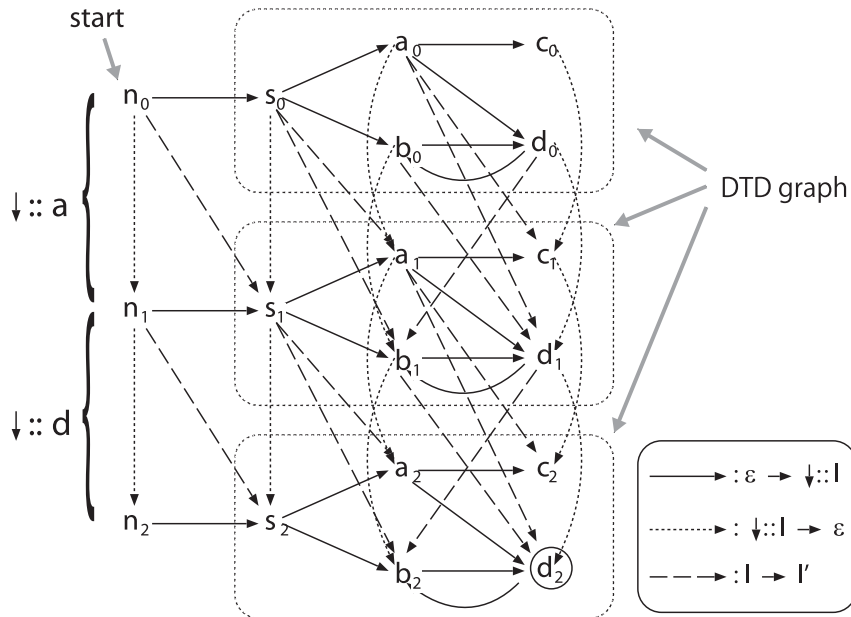 start
a₀ c₀
n₀ s₀
b₀ d₀
↓ :: a
DTD graph
a₁ c₁
n₁ s₁
b₁ d₁
↓ :: d
a₂ c₂
: ε → ↓::l
n₂ s₂
: ↓::l → ε
b₂ d₂
: l → l'